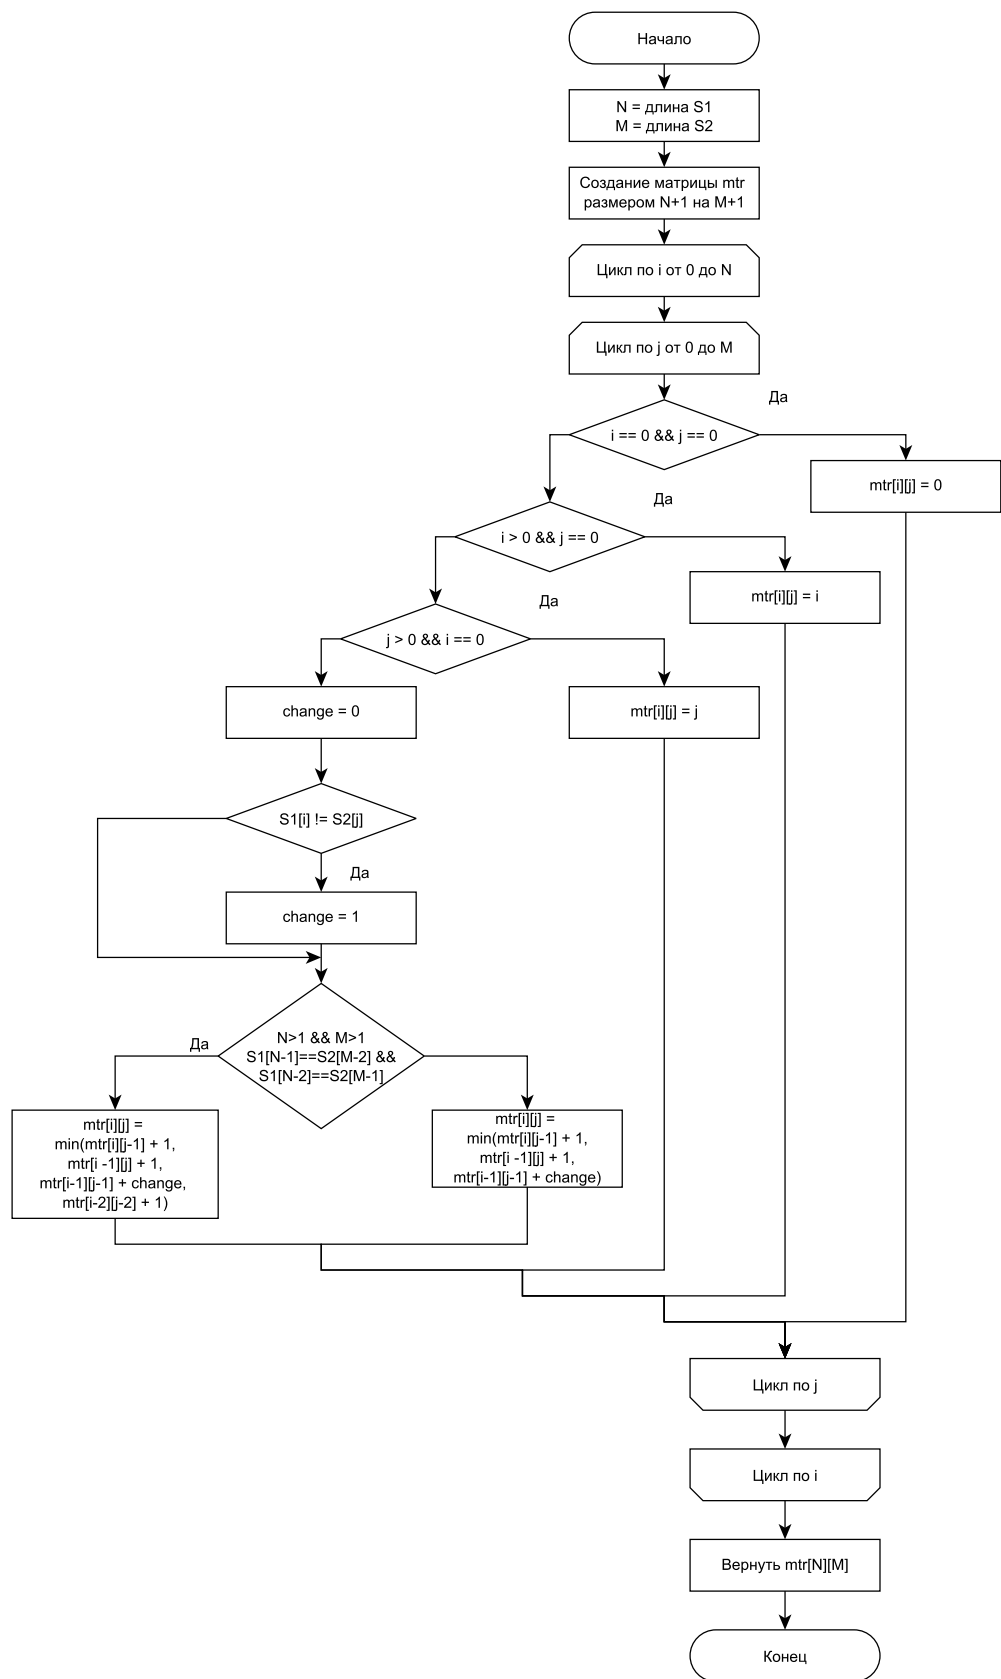 Начало
N = длина S1
M = длина S2
Создание матрицы mtr
размером N+1 на M+1
Цикл по i от 0 до N
Цикл по j от 0 до M
Да
i == 0 && j == 0
mtr[i][j] = 0
Да
i > 0 && j == 0
mtr[i][j] = i
Да
j > 0 && i == 0
change = 0
mtr[i][j] = j
S1[i] != S2[j]
Да
change = 1
N>1 && M>1
S1[N-1]==S2[M-2] &&
S1[N-2]==S2[M-1]
Да
mtr[i][j] =
min(mtr[i][j-1] + 1,
mtr[i -1][j] + 1,
mtr[i-1][j-1] + change,
mtr[i-2][j-2] + 1)
mtr[i][j] =
min(mtr[i][j-1] + 1,
mtr[i -1][j] + 1,
mtr[i-1][j-1] + change)
Цикл по j
Цикл по i
Вернуть mtr[N][M]
Конец